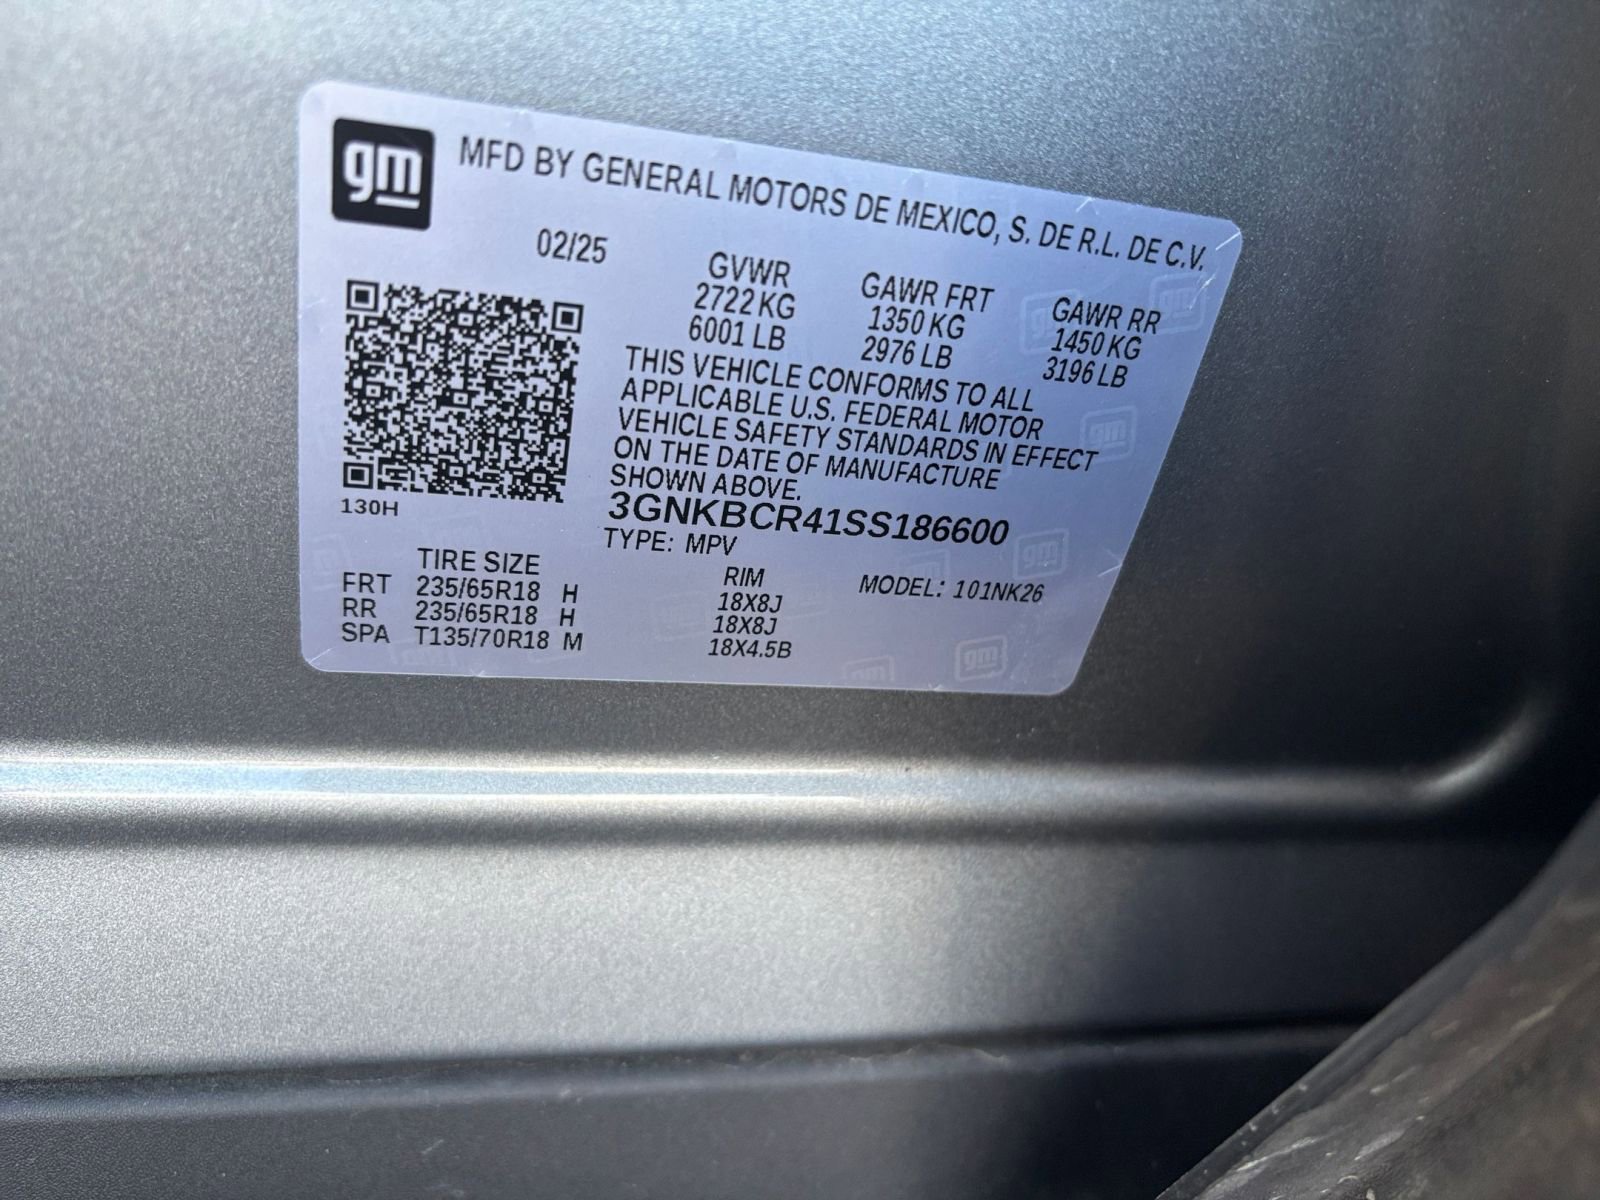 gm
MFD BY GENERAL MOTORS DE MEXICO, S. DE R.L. DE C.V.
02/25
GVWR GAWR FRT GAWR RR
2722 KG 1350 KG 1450 KG
6001 LB 2976 LB 3196 LB
THIS VEHICLE CONFORMS TO ALL
APPLICABLE U.S. FEDERAL MOTOR
VEHICLE SAFETY STANDARDS IN EFFECT
ON THE DATE OF MANUFACTURE
SHOWN ABOVE.
130H
3GNKBCR41SS186600
TYPE: MPV
MODEL: 101NK26
TIRE SIZE RIM
FRT 235/65R18 H 18X8J
RR 235/65R18 H 18X8J
SPA T135/70R18 M 18X4.5B